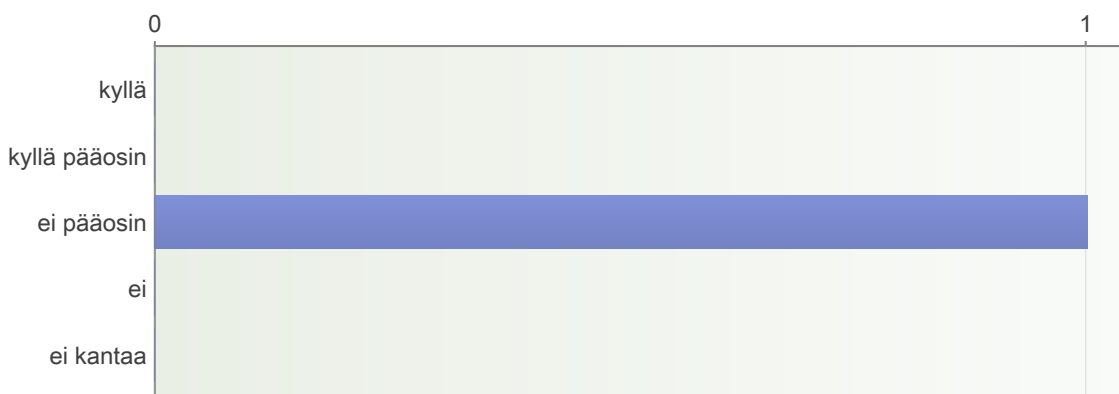 0 1
kyllä
kyllä pääosin
ei pääosin
ei
ei kantaa